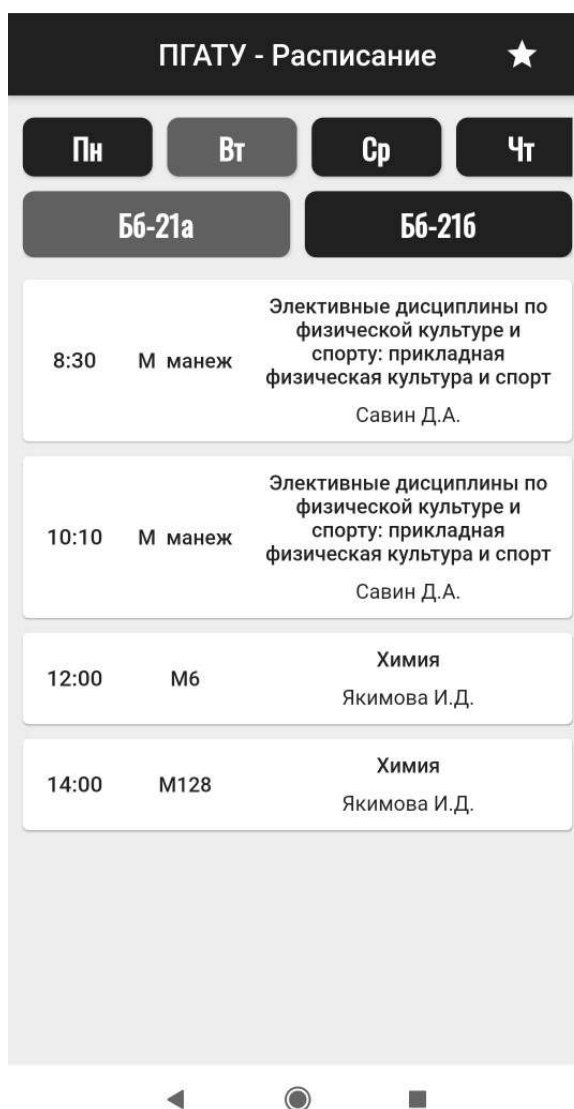 ПГАТУ - Расписание
Пн Вт Ср Чт
Бб-21а Бб-21б
Элективные дисциплины по
физической культуре и
спорту: прикладная
физическая культура и спорт
8:30 М манеж
Савин Д.А.
Элективные дисциплины по
физической культуре и
спорту: прикладная
физическая культура и спорт
10:10 М манеж
Савин Д.А.
12:00 М6 Химия
Якимова И.Д.
14:00 М128 Химия
Якимова И.Д.